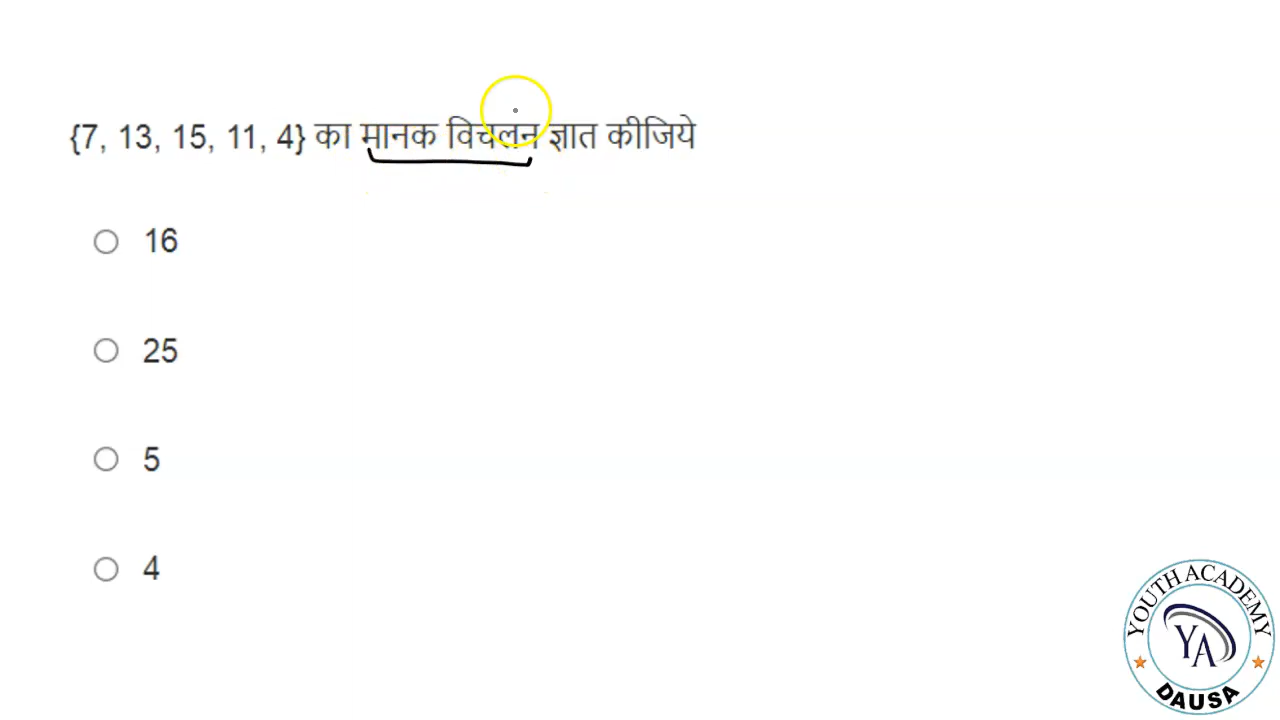 {7, 13, 15, 11, 4} का मानक विचलन ज्ञात कीजिये
16
25
5
4
YOUTH ACADEMY
YA
DAUSA